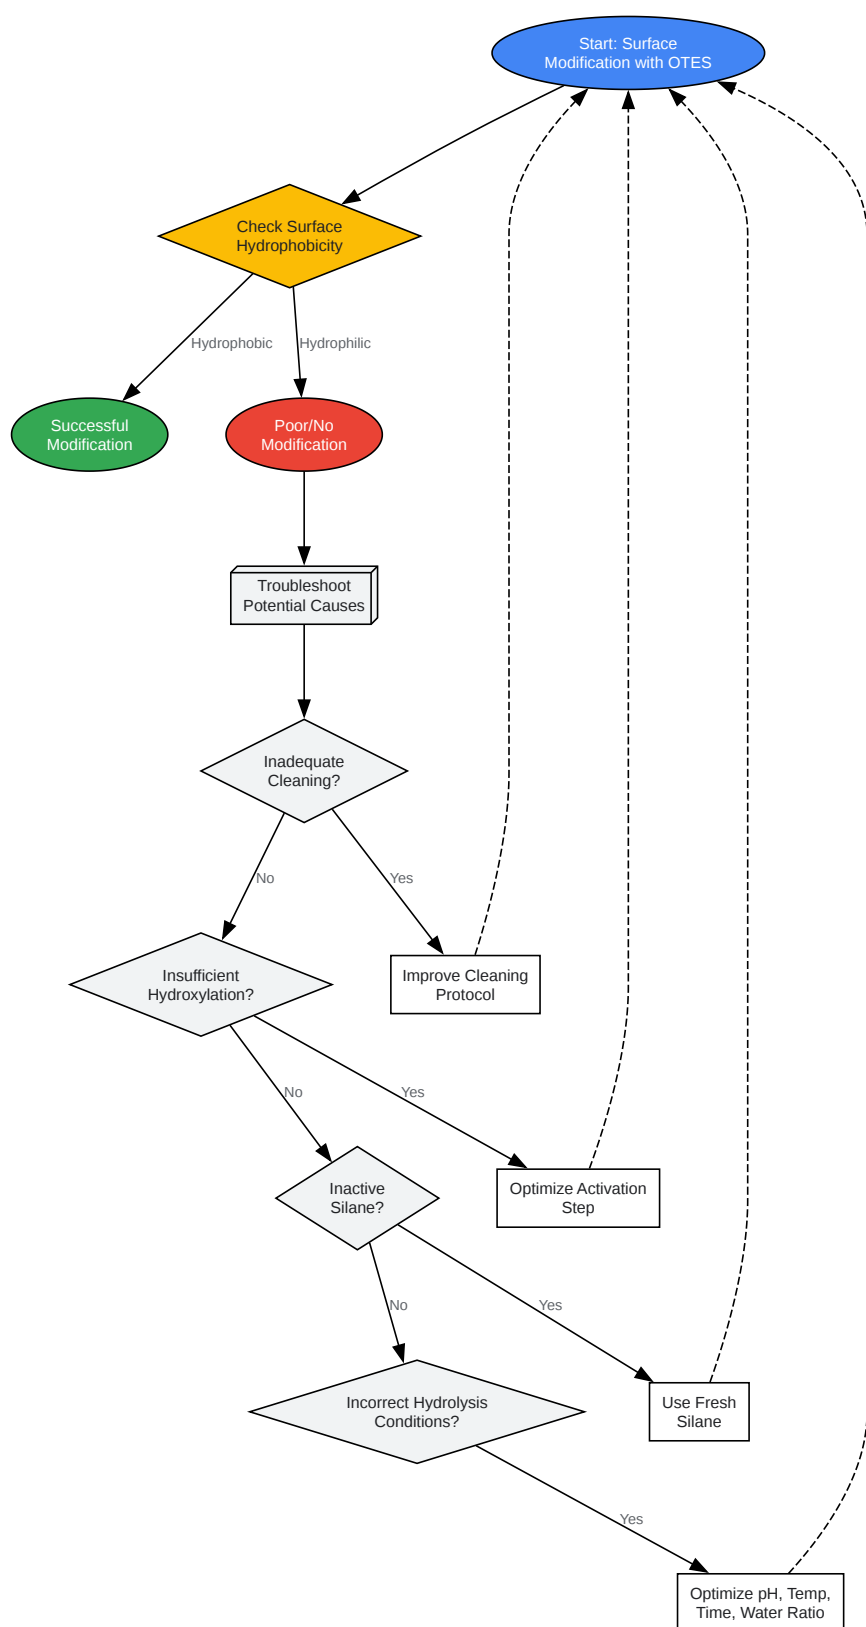 Start: Surface
Modification with OTES
Check Surface
Hydrophobicity
Hydrophobic
Hydrophilic
Successful
Modification
Poor/No
Modification
Troubleshoot
Potential Causes
Inadequate
Cleaning?
No
Yes
Insufficient
Hydroxylation?
Improve Cleaning
Protocol
No
Yes
Inactive
Silane?
Optimize Activation
Step
No
Yes
Incorrect Hydrolysis
Conditions?
Use Fresh
Silane
Yes
Optimize pH, Temp,
Time, Water Ratio